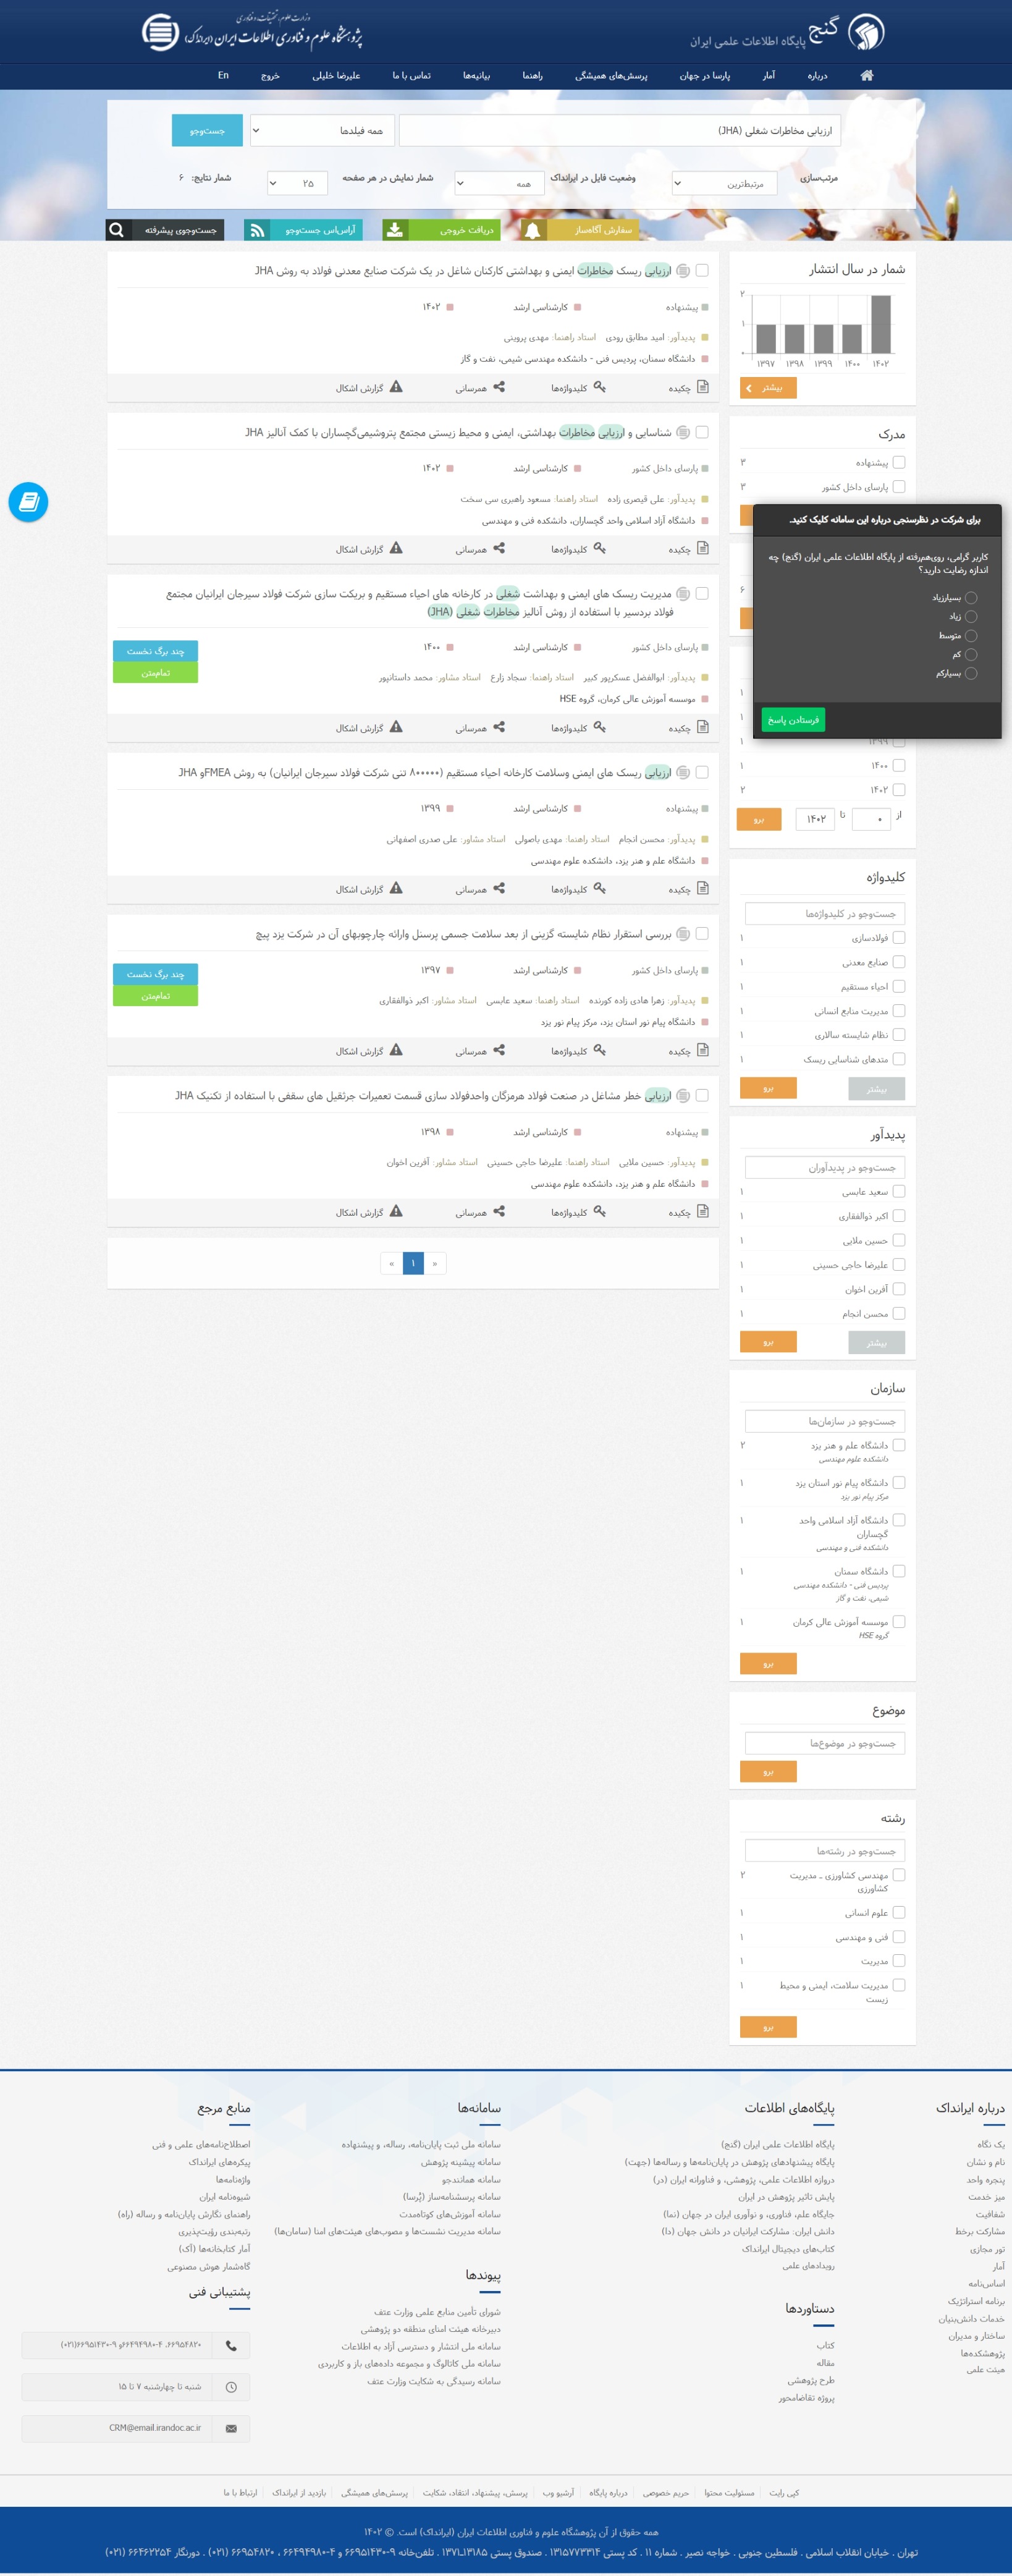 گنج
پایگاه اطلاعات علمی ایران
وزارت علوم، تحقیقات و فناوری
پژوهشگاه علوم و فناوری اطلاعات ایران (ایرانداک)
درباره
آمار
پارسا در جهان
پرسش‌های همیشگی
راهنما
بیانیه‌ها
تماس با ما
علیرضا خلیلی
خروج
En
ارزیابی مخاطرات شغلی (JHA)
همه فیلدها
جست‌وجو
مرتب‌سازی
مرتبط‌ترین
وضعیت فایل در ایرانداک
همه
شمار نمایش در هر صفحه
۲۵
شمار نتایج: ۶
سفارش آگاه‌ساز
دریافت خروجی
آراس‌اس جست‌وجو
جست‌وجوی پیشرفته
ارزیابی ریسک مخاطرات ایمنی و بهداشتی کارکنان شاغل در یک شرکت صنایع معدنی فولاد به روش JHA
پیشنهاده
کارشناسی ارشد
۱۴۰۲
پدیدآور: امید مطابق رودی استاد راهنما: مهدی پروینی
دانشگاه سمنان، پردیس فنی - دانشکده مهندسی شیمی، نفت و گاز
چکیده
کلیدواژه‌ها
همرسانی
گزارش اشکال
شناسایی و ارزیابی مخاطرات بهداشتی، ایمنی و محیط زیستی مجتمع پتروشیمی‌گچساران با کمک آنالیز JHA
پارسای داخل کشور
کارشناسی ارشد
۱۴۰۲
پدیدآور: علی قیصری زاده استاد راهنما: مسعود راهبری سی سخت
دانشگاه آزاد اسلامی واحد گچساران، دانشکده فنی و مهندسی
چکیده
کلیدواژه‌ها
همرسانی
گزارش اشکال
مدیریت ریسک های ایمنی و بهداشت شغلی در کارخانه های احیاء مستقیم و بریکت سازی شرکت فولاد سیرجان ایرانیان مجتمع
فولاد بردسیر با استفاده از روش آنالیز مخاطرات شغلی (JHA)
پارسای داخل کشور
کارشناسی ارشد
۱۴۰۰
چند برگ نخست
تمام‌متن
پدیدآور: ابوالفضل عسکرپور کبیر استاد راهنما: سجاد زارع استاد مشاور: محمد داستانپور
موسسه آموزش عالی کرمان، گروه HSE
چکیده
کلیدواژه‌ها
همرسانی
گزارش اشکال
ارزیابی ریسک های ایمنی وسلامت کارخانه احیاء مستقیم (۸۰۰۰۰۰ تنی شرکت فولاد سیرجان ایرانیان) به روش FMEAو JHA
پیشنهاده
کارشناسی ارشد
۱۳۹۹
پدیدآور: محسن انجام استاد راهنما: مهدی باصولی استاد مشاور: علی صدری اصفهانی
دانشگاه علم و هنر یزد، دانشکده علوم مهندسی
چکیده
کلیدواژه‌ها
همرسانی
گزارش اشکال
بررسی استقرار نظام شایسته گزینی از بعد سلامت جسمی پرسنل وارائه چارچوبهای آن در شرکت یزد پیچ
پارسای داخل کشور
کارشناسی ارشد
۱۳۹۷
چند برگ نخست
تمام‌متن
پدیدآور: زهرا هادی زاده کورنده استاد راهنما: سعید عابسی استاد مشاور: اکبر ذوالفقاری
دانشگاه پیام نور استان یزد، مرکز پیام نور یزد
چکیده
کلیدواژه‌ها
همرسانی
گزارش اشکال
ارزیابی خطر مشاغل در صنعت فولاد هرمزگان واحدفولاد سازی قسمت تعمیرات جرثقیل های سقفی با استفاده از تکنیک JHA
پیشنهاده
کارشناسی ارشد
۱۳۹۸
پدیدآور: حسین ملایی استاد راهنما: علیرضا حاجی حسینی استاد مشاور: آفرین اخوان
دانشگاه علم و هنر یزد، دانشکده علوم مهندسی
چکیده
کلیدواژه‌ها
همرسانی
گزارش اشکال
« ۱ »
شمار در سال انتشار
۲
۱
۰
۱۳۹۷ ۱۳۹۸ ۱۳۹۹ ۱۴۰۰ ۱۴۰۲
بیشتر
مدرک
پیشنهاده ۳
پارسای داخل کشور ۳
برای شرکت در نظرسنجی درباره این سامانه کلیک کنید.
کاربر گرامی، روی‌هم‌رفته از پایگاه اطلاعات علمی ایران (گنج) چه
اندازه رضایت دارید؟
بسیارزیاد
زیاد
متوسط
کم
بسیارکم
فرستادن پاسخ
۶
۱
۱
۱۳۹۹ ۱
۱۴۰۰ ۱
۱۴۰۲ ۲
از ۰ تا ۱۴۰۲ برو
کلیدواژه
جست‌وجو در کلیدواژه‌ها
فولادسازی ۱
صنایع معدنی ۱
احیاء مستقیم ۱
مدیریت منابع انسانی ۱
نظام شایسته سالاری ۱
متدهای شناسایی ریسک ۱
بیشتر
برو
پدیدآور
جست‌وجو در پدیدآوران
سعید عابسی ۱
اکبر ذوالفقاری ۱
حسین ملایی ۱
علیرضا حاجی حسینی ۱
آفرین اخوان ۱
محسن انجام ۱
بیشتر
برو
سازمان
جست‌وجو در سازمان‌ها
دانشگاه علم و هنر یزد ۲
دانشکده علوم مهندسی
دانشگاه پیام نور استان یزد ۱
مرکز پیام نور یزد
دانشگاه آزاد اسلامی واحد ۱
گچساران
دانشکده فنی و مهندسی
دانشگاه سمنان ۱
پردیس فنی - دانشکده مهندسی
شیمی، نفت و گاز
موسسه آموزش عالی کرمان ۱
گروه HSE
برو
موضوع
جست‌وجو در موضوع‌ها
برو
رشته
جست‌وجو در رشته‌ها
مهندسی کشاورزی ـ مدیریت ۲
کشاورزی
علوم انسانی ۱
فنی و مهندسی ۱
مدیریت ۱
مدیریت سلامت، ایمنی و محیط ۱
زیست
برو
درباره ایرانداک
یک نگاه
نام و نشان
پنجره واحد
میز خدمت
شفافیت
مشارکت برخط
تور مجازی
آمار
اساس‌نامه
برنامه استراتژیک
خدمات دانش‌بنیان
ساختار و مدیران
پژوهشکده‌ها
هیئت علمی
پایگاه‌های اطلاعات
پایگاه اطلاعات علمی ایران (گنج)
پایگاه پیشنهادهای پژوهش در پایان‌نامه‌ها و رساله‌ها (جهت)
دروازه اطلاعات علمی، پژوهشی، و فناورانه ایران (در)
پایش تاثیر پژوهش در ایران
جایگاه علم، فناوری، و نوآوری ایران در جهان (نما)
دانش ایران: مشارکت ایرانیان در دانش جهان (دا)
کتاب‌های دیجیتال ایرانداک
رویدادهای علمی
دستاوردها
کتاب
مقاله
طرح پژوهشی
پروژه تقاضامحور
سامانه‌ها
سامانه ملی ثبت پایان‌نامه، رساله، و پیشنهاده
سامانه پیشینه پژوهش
سامانه همانندجو
سامانه پرسشنامه‌ساز (پُرسا)
سامانه آموزش‌های کوتاه‌مدت
سامانه مدیریت نشست‌ها و مصوب‌های هیئت‌های امنا (سامان‌ها)
پیوندها
شورای تأمین منابع علمی وزارت عتف
دبیرخانه هیئت امنای منطقه دو پژوهشی
سامانه ملی انتشار و دسترسی آزاد به اطلاعات
سامانه ملی کاتالوگ و مجموعه داده‌های باز و کاربردی
سامانه رسیدگی به شکایت وزارت عتف
منابع مرجع
اصطلاح‌نامه‌های علمی و فنی
پیکره‌های ایرانداک
واژه‌نامه‌ها
شیوه‌نامه ایران
راهنمای نگارش پایان‌نامه و رساله (راه)
رتبه‌بندی رؤیت‌پذیری
آمار کتابخانه‌ها (آک)
گاه‌شمار هوش مصنوعی
پشتیبانی فنی
۶۶۹۵۴۸۲۰، ۶۶۴۹۴۹۸۰-۴و ۹-۶۶۹۵۱۴۳۰(۰۲۱)
شنبه تا چهارشنبه ۷ تا ۱۵
CRM@email.irandoc.ac.ir
کپی رایت
مسئولیت محتوا
حریم خصوصی
درباره پایگاه
آرشیو وب
پرسش، پیشنهاد، انتقاد، شکایت
پرسش‌های همیشگی
بازدید از ایرانداک
ارتباط با ما
همه حقوق از آن پژوهشگاه علوم و فناوری اطلاعات ایران (ایرانداک) است. © ۱۴۰۲
تهران . خیابان انقلاب اسلامی . فلسطین جنوبی . خواجه نصیر . شماره ۱۱ . کد پستی ۱۳۱۵۷۷۳۳۱۴ . صندوق پستی ۱۳۱۸۵ـ۱۳۷۱ . تلفن‌خانه ۹-۶۶۹۵۱۴۳۰ و ۴-۶۶۴۹۴۹۸۰ ، ۶۶۹۵۴۸۲۰ (۰۲۱) . دورنگار ۶۶۴۶۲۲۵۴ (۰۲۱)